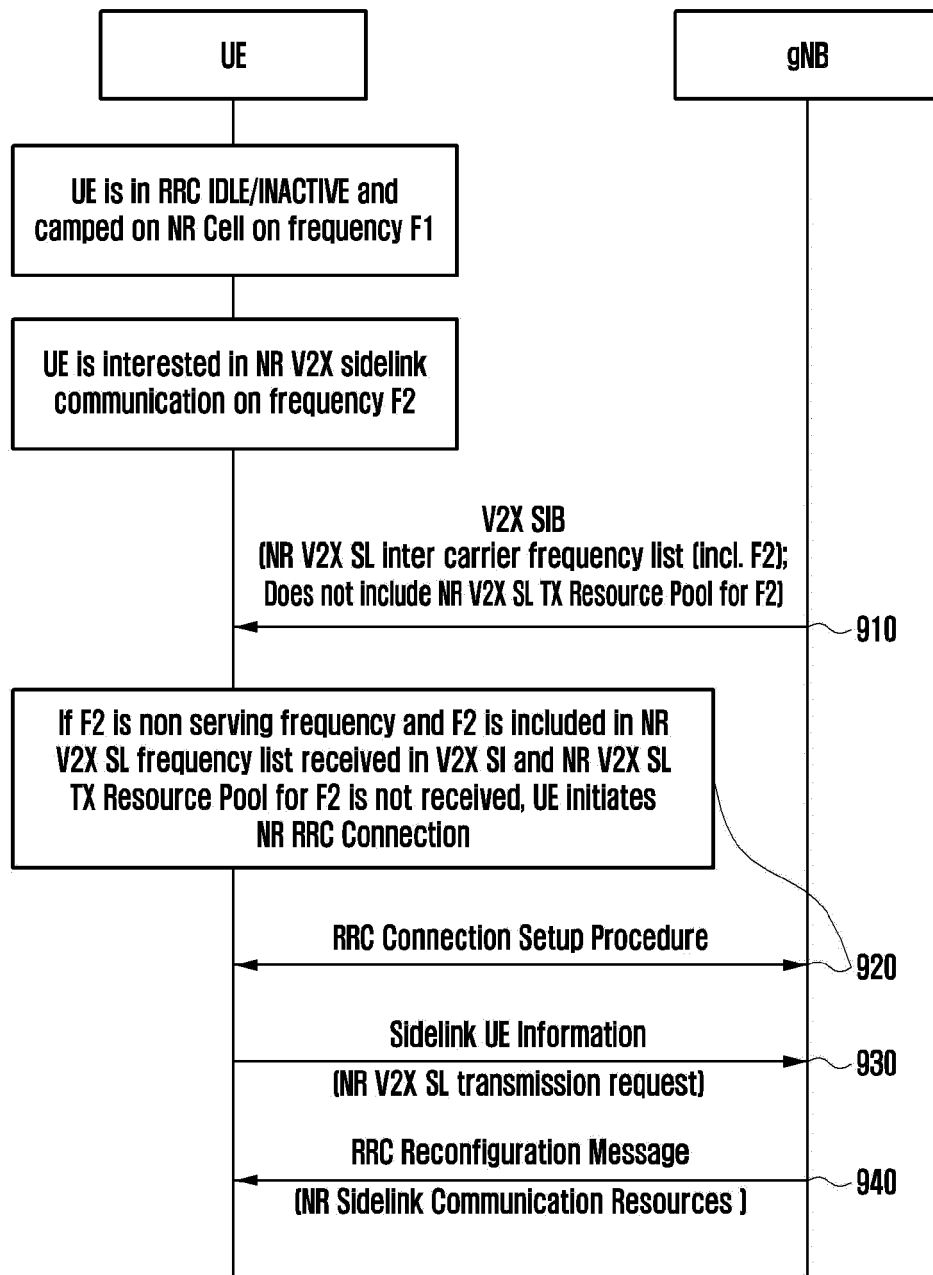 UE
gNB
UE is in RRC IDLE/INACTIVE and
camped on NR Cell on frequency F1
UE is interested in NR V2X sidelink
communication on frequency F2
V2X SIB
(NR V2X SL inter carrier frequency list (incl. F2);
Does not include NR V2X SL TX Resource Pool for F2)
910
If F2 is non serving frequency and F2 is included in NR
V2X SL frequency list received in V2X SI and NR V2X SL
TX Resource Pool for F2 is not received, UE initiates
NR RRC Connection
RRC Connection Setup Procedure
920
Sidelink UE Information
930
(NR V2X SL transmission request)
RRC Reconfiguration Message
940
(NR Sidelink Communication Resources )